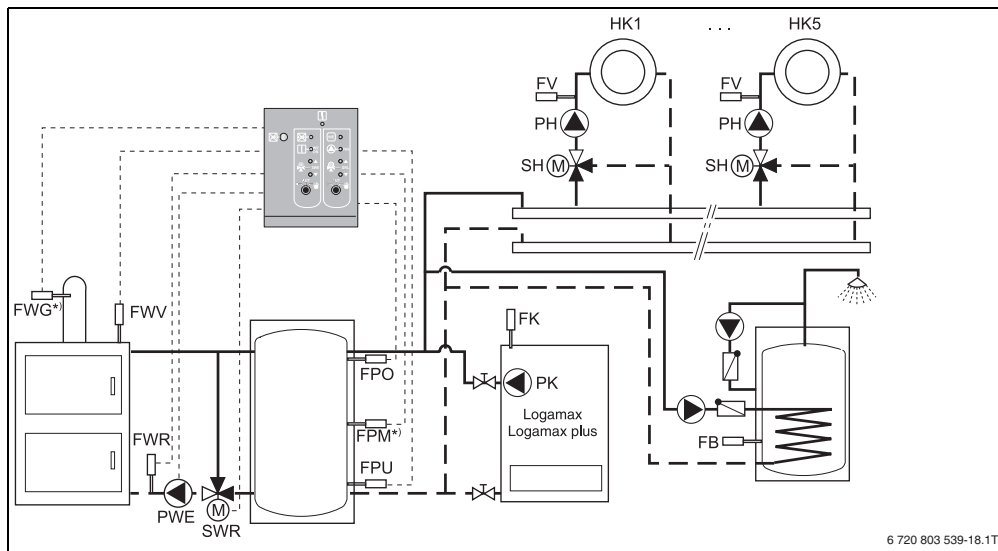 HK1 . . . HK5
FV FV
PH PH
SH M SH M
FWG*) FWV
FK
FPO
PK
Logamax
Logamax plus
FPM*)
FB
FWR
FPU
PWE
M
SWR
6 720 803 539-18.1T